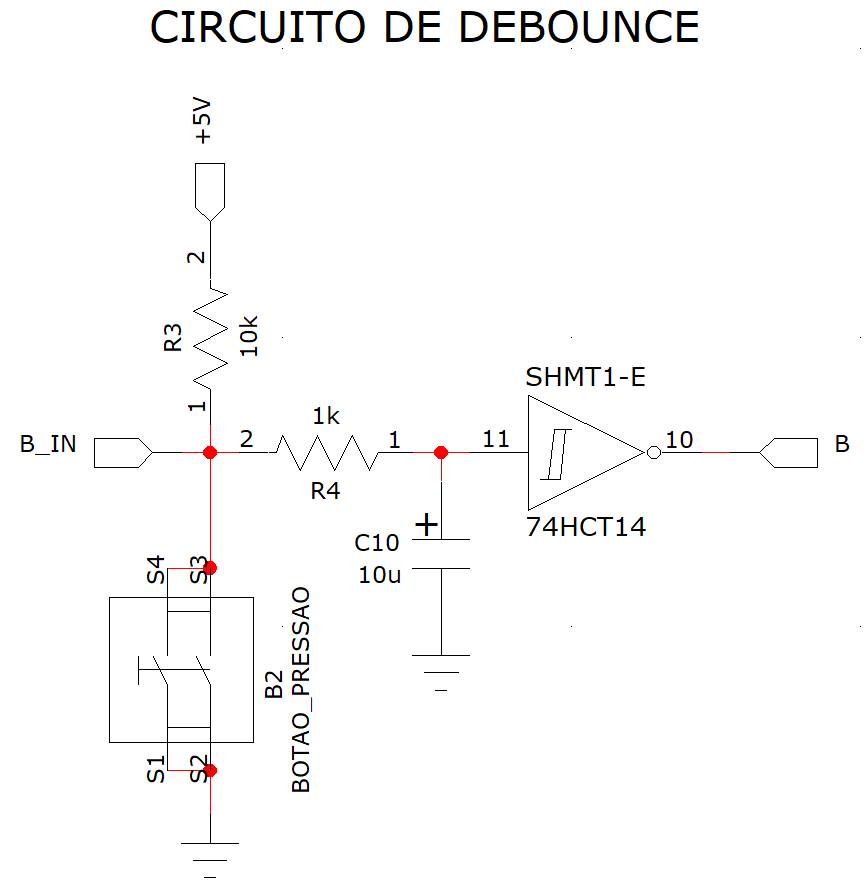 CIRCUITO DE DEBOUNCE
+5V
2
R3
10k
1
B_IN
2
1k
R4
1
SHMT1-E
11
10
B
74HCT14
+
C10
10u
S4
S3
B2
BOTAO_PRESSAO
S1
S2